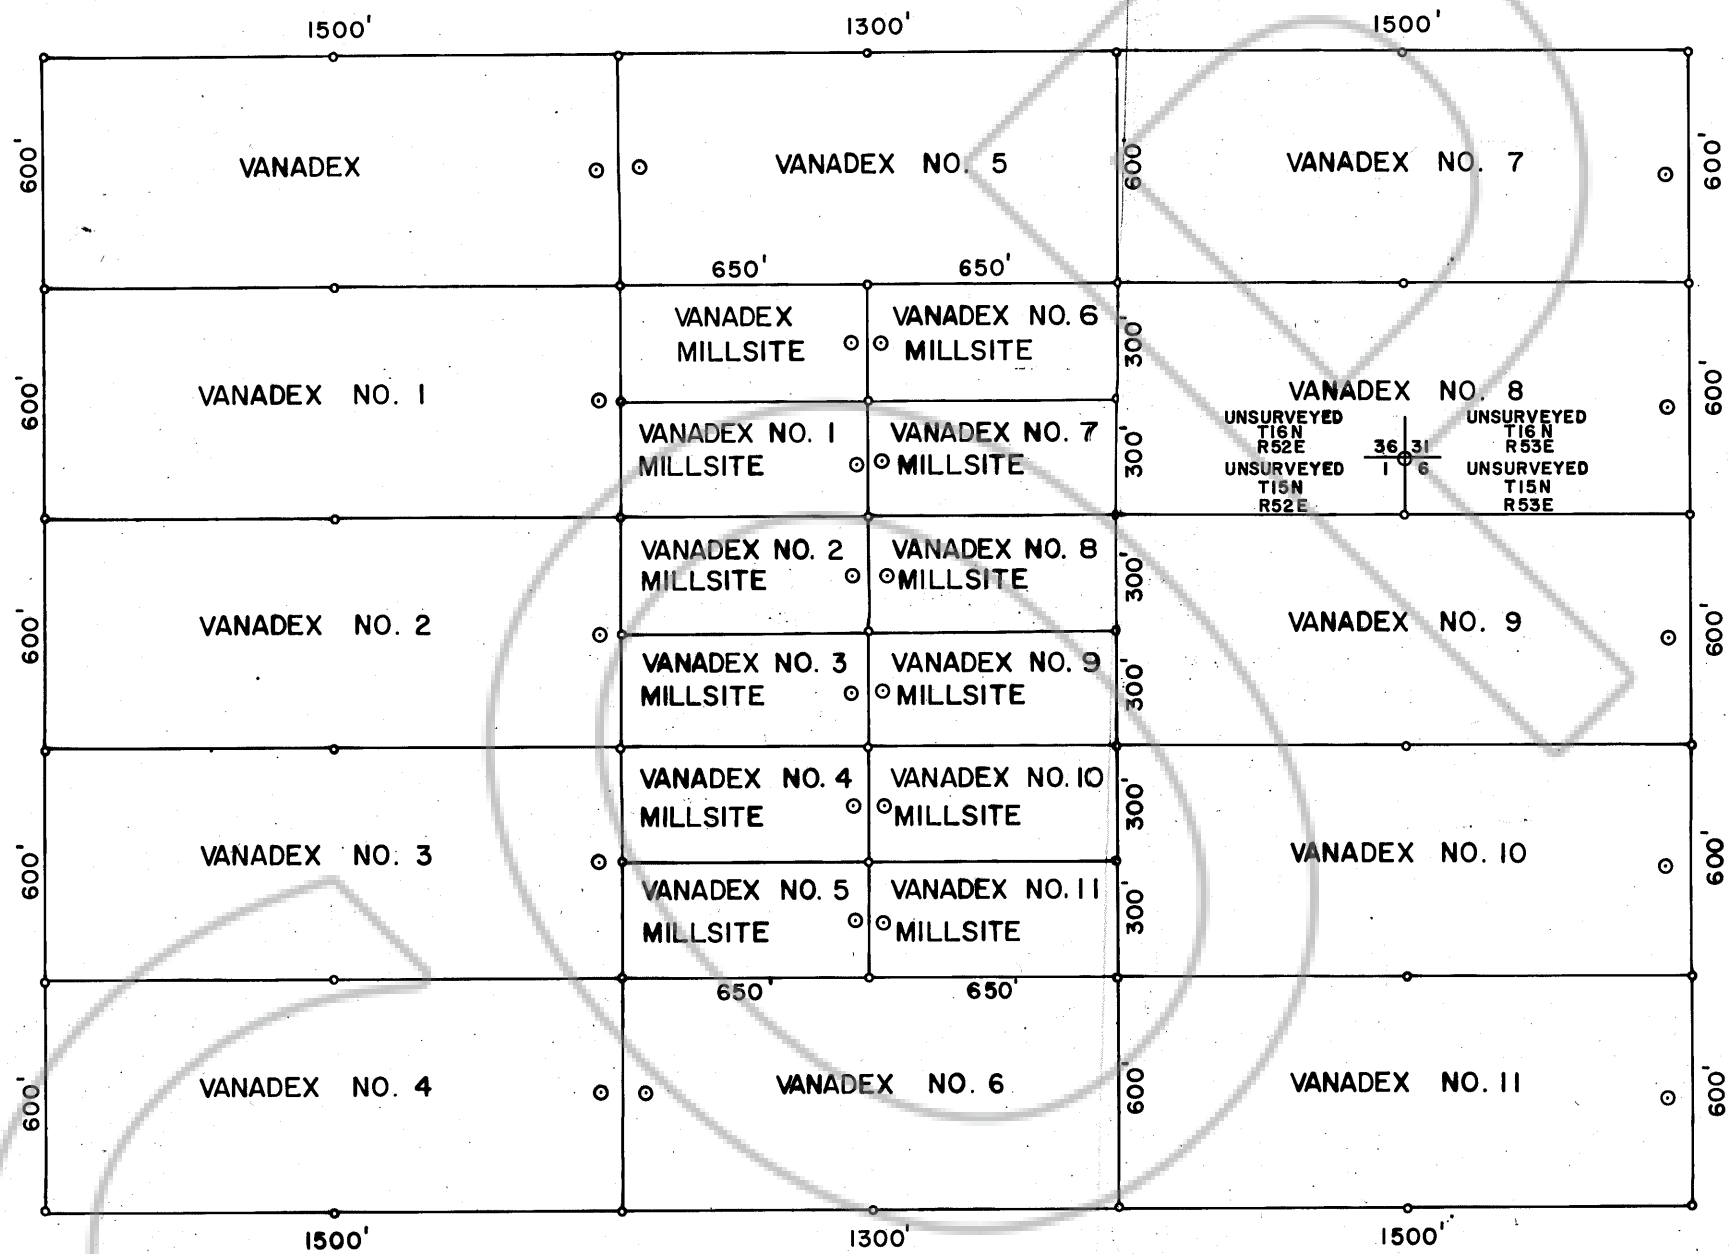 1500'
1300'
1500'
600'
VANADEX
VANADEX NO. 5
600'
VANADEX NO. 7
600'
650'
650'
VANADEX
MILLSITE
VANADEX NO. 6
MILLSITE
300'
600'
VANADEX NO. 1
VANADEX NO. 1
MILLSITE
VANADEX NO. 7
MILLSITE
300'
VANADEX NO. 8
600'
UNSURVEYED
T16N
R52E
UNSURVEYED
T16N
R53E
36 31
1 6
UNSURVEYED
T15N
R52E
UNSURVEYED
T15N
R53E
600'
VANADEX NO. 2
VANADEX NO. 2
MILLSITE
VANADEX NO. 8
MILLSITE
300'
VANADEX NO. 3
MILLSITE
VANADEX NO. 9
MILLSITE
300'
VANADEX NO. 9
600'
600'
VANADEX NO. 3
VANADEX NO. 4
MILLSITE
VANADEX NO. 10
MILLSITE
300'
VANADEX NO. 5
MILLSITE
VANADEX NO. 11
MILLSITE
300'
VANADEX NO. 10
600'
650'
650'
600'
VANADEX NO. 4
VANADEX NO. 6
600'
VANADEX NO. 11
600'
1500'
1300'
1500'